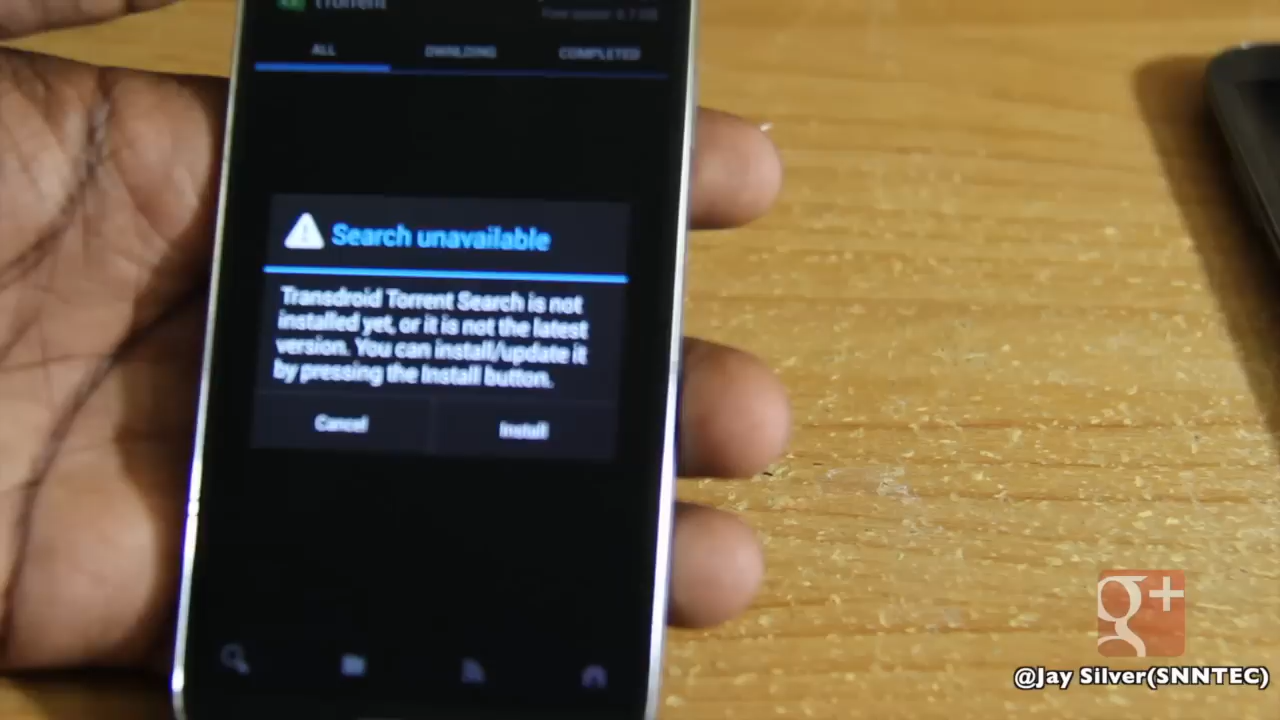 ALL DWNLDING COMPLETED
Search unavailable
Transdroid Torrent Search is not
installed yet, or it is not the latest
version. You can install/update it
by pressing the Install button.
Cancel Install
g+
@Jay Silver(SNNTEC)